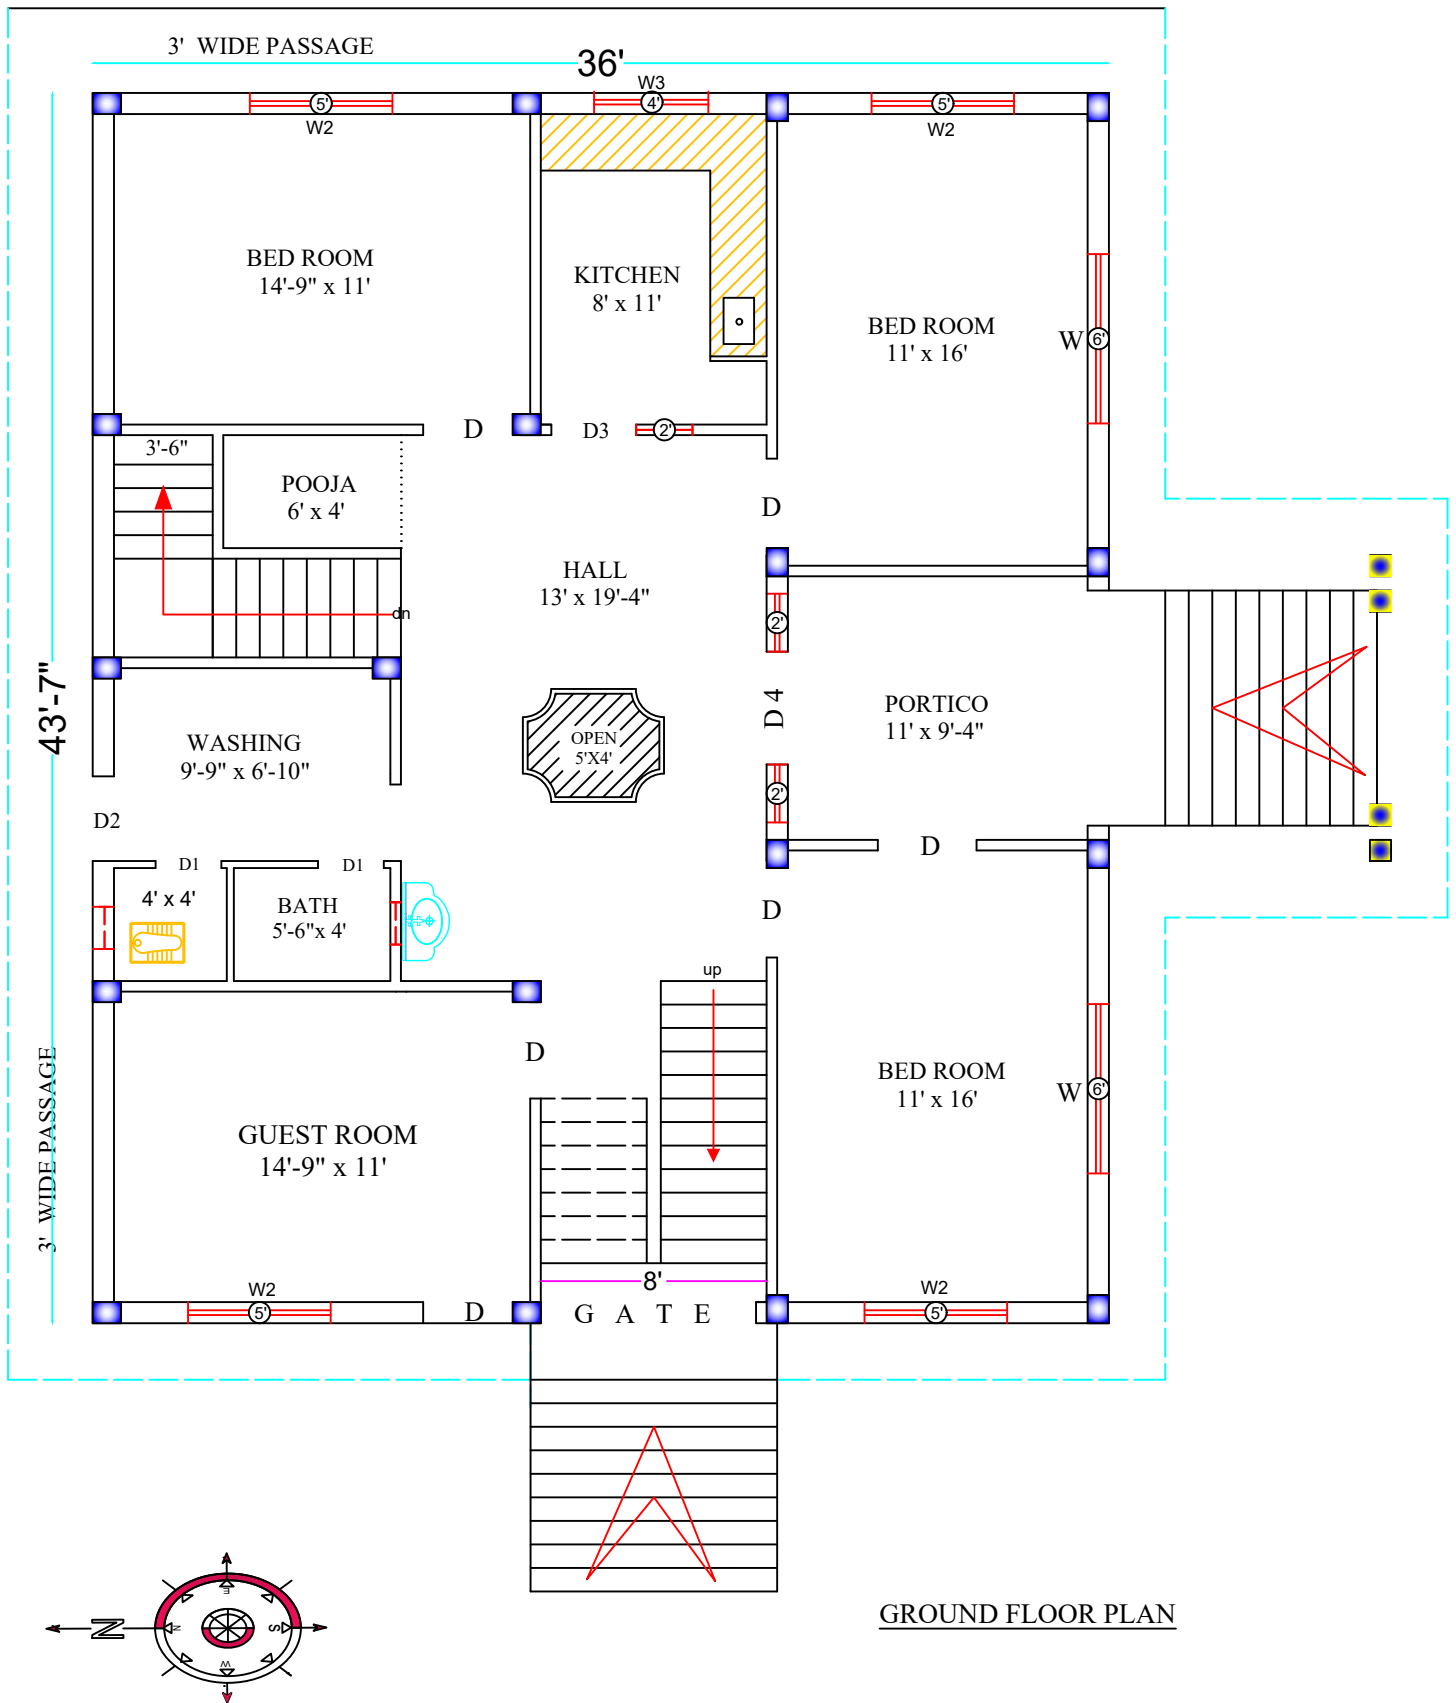 3' WIDE PASSAGE
36'
W3
5'
4'
5'
W2
W2
BED ROOM
14'-9" x 11'
KITCHEN
8' x 11'
BED ROOM
11' x 16'
W
6'
D
D3
2'
3'-6"
POOJA
6' x 4'
D
HALL
13' x 19'-4"
dn
2'
43'-7"
D 4
PORTICO
11' x 9'-4"
WASHING
9'-9" x 6'-10"
OPEN
5'X4'
2'
D2
D
D1
D1
4' x 4'
BATH
5'-6"x 4'
D
up
3' WIDE PASSAGE
D
BED ROOM
11' x 16'
W
6'
GUEST ROOM
14'-9" x 11'
8'
W2
5'
D
G A T E
W2
5'
E
N
N
S
W
GROUND FLOOR PLAN